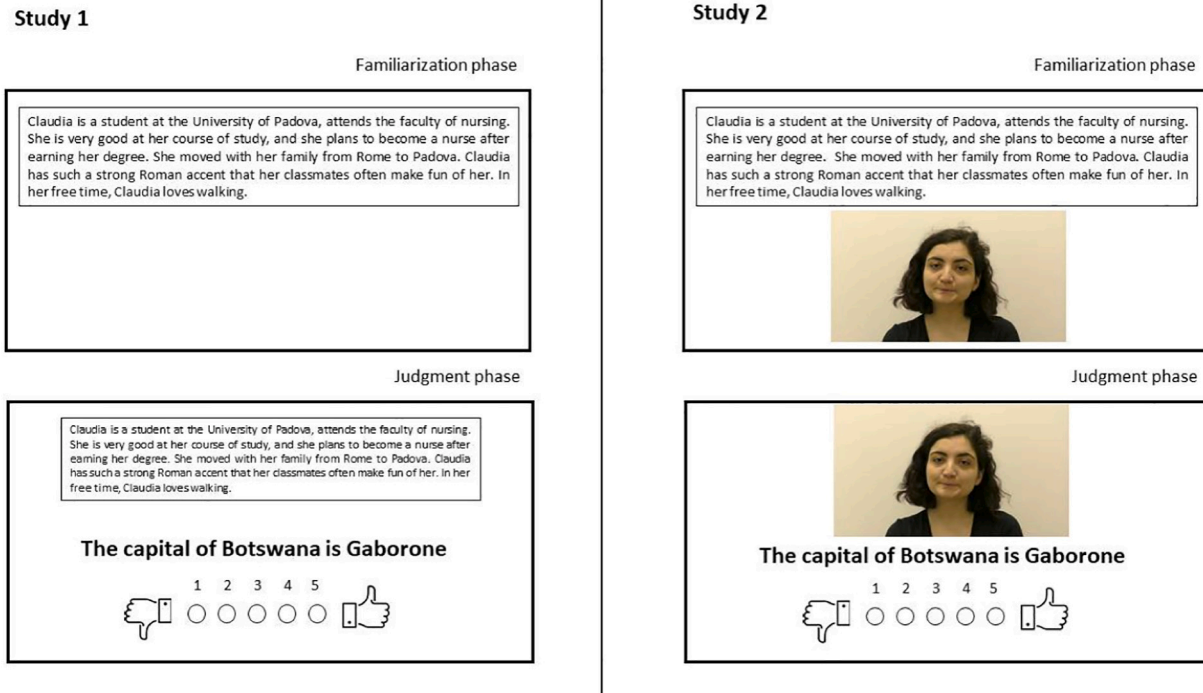 Study 1
Familiarization phase
Claudia is a student at the University of Padova, attends the faculty of nursing.
She is very good at her course of study, and she plans to become a nurse after
earning her degree. She moved with her family from Rome to Padova. Claudia
has such a strong Roman accent that her classmates often make fun of her. In
her free time, Claudia loves walking.
Judgment phase
Claudia is a student at the University of Padova, attends the faculty of nursing.
She is very good at her course of study, and she plans to become a nurse after
earning her degree. She moved with her family from Rome to Padova. Claudia
has such a strong Roman accent that her classmates often make fun of her. In her
free time, Claudia loves walking.
The capital of Botswana is Gaborone
1 2 3 4 5
Study 2
Familiarization phase
Claudia is a student at the University of Padova, attends the faculty of nursing.
She is very good at her course of study, and she plans to become a nurse after
earning her degree. She moved with her family from Rome to Padova. Claudia
has such a strong Roman accent that her classmates often make fun of her. In
her free time, Claudia loves walking.
Judgment phase
The capital of Botswana is Gaborone
1 2 3 4 5